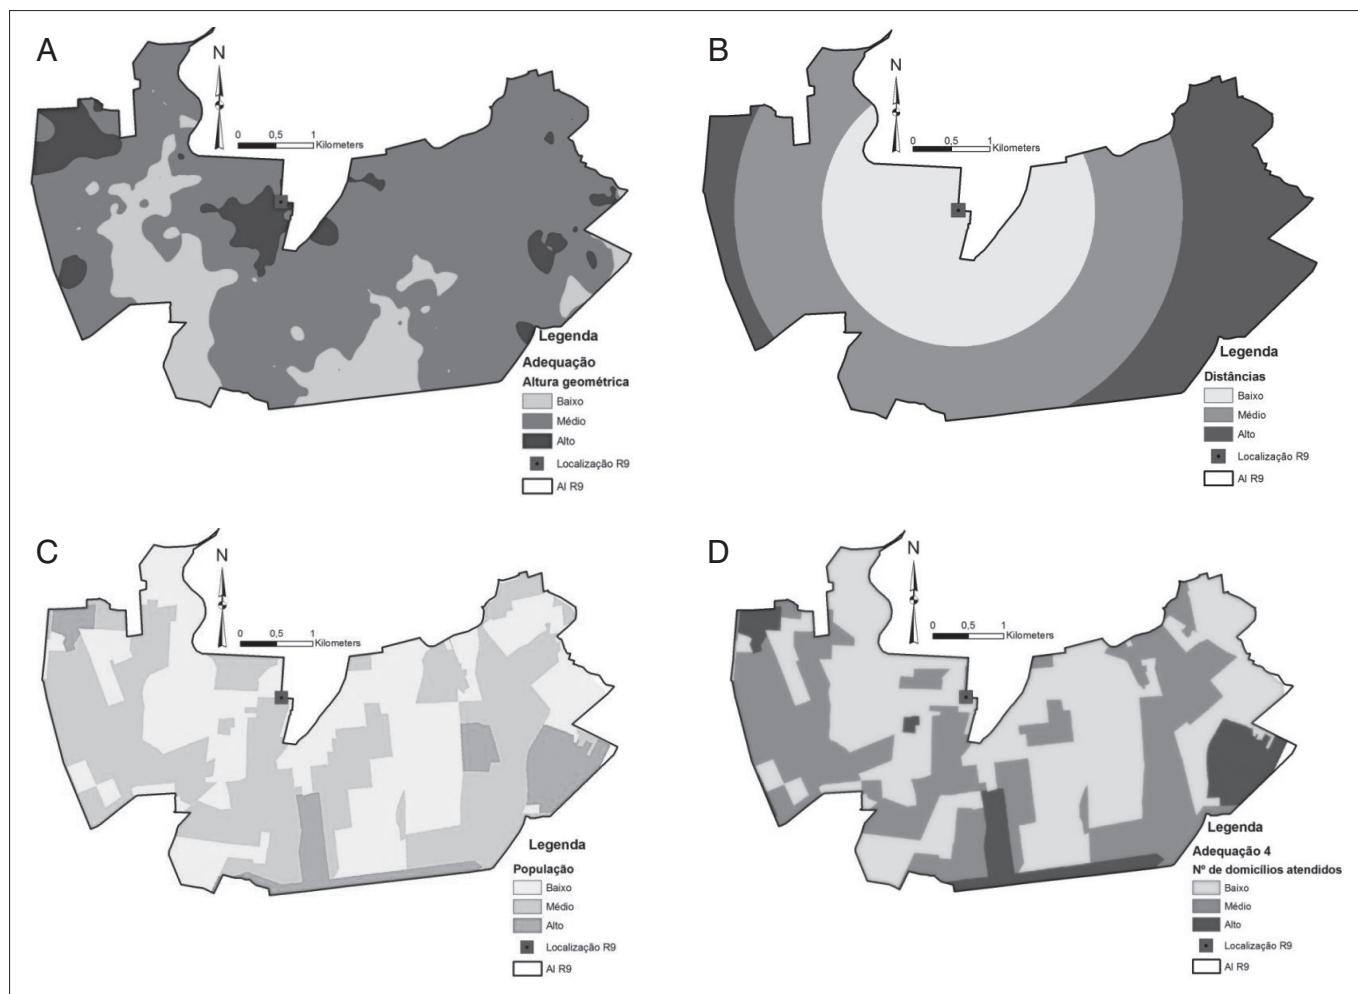 A
N
0 0,5 1
Kilometers
Legenda
Adequação
Altura geométrica
Baixo
Médio
Alto
Localização R9
AI R9
B
N
0 0,5 1
Kilometers
Legenda
Distâncias
Baixo
Médio
Alto
Localização R9
AI R9
C
N
0 0,5 1
Kilometers
Legenda
População
Baixo
Médio
Alto
Localização R9
AI R9
D
N
0 0,5 1
Kilometers
Legenda
Adequação 4
Nº de domicílios atendidos
Baixo
Médio
Alto
Localização R9
AI R9